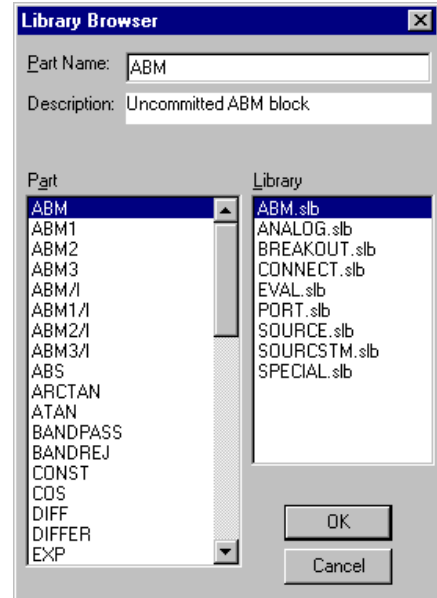 Library Browser
Part Name: ABM
Description: Uncommitted ABM block
Part
ABM
ABM1
ABM2
ABM3
ABM/I
ABM1/I
ABM2/I
ABM3/I
ABS
ARCTAN
ATAN
BANDPASS
BANDREJ
CONST
COS
DIFF
DIFFER
EXP
Library
ABM.slb
ANALOG.slb
BREAKOUT.slb
CONNECT.slb
EVAL.slb
PORT.slb
SOURCE.slb
SOURCSTM.slb
SPECIAL.slb
OK
Cancel